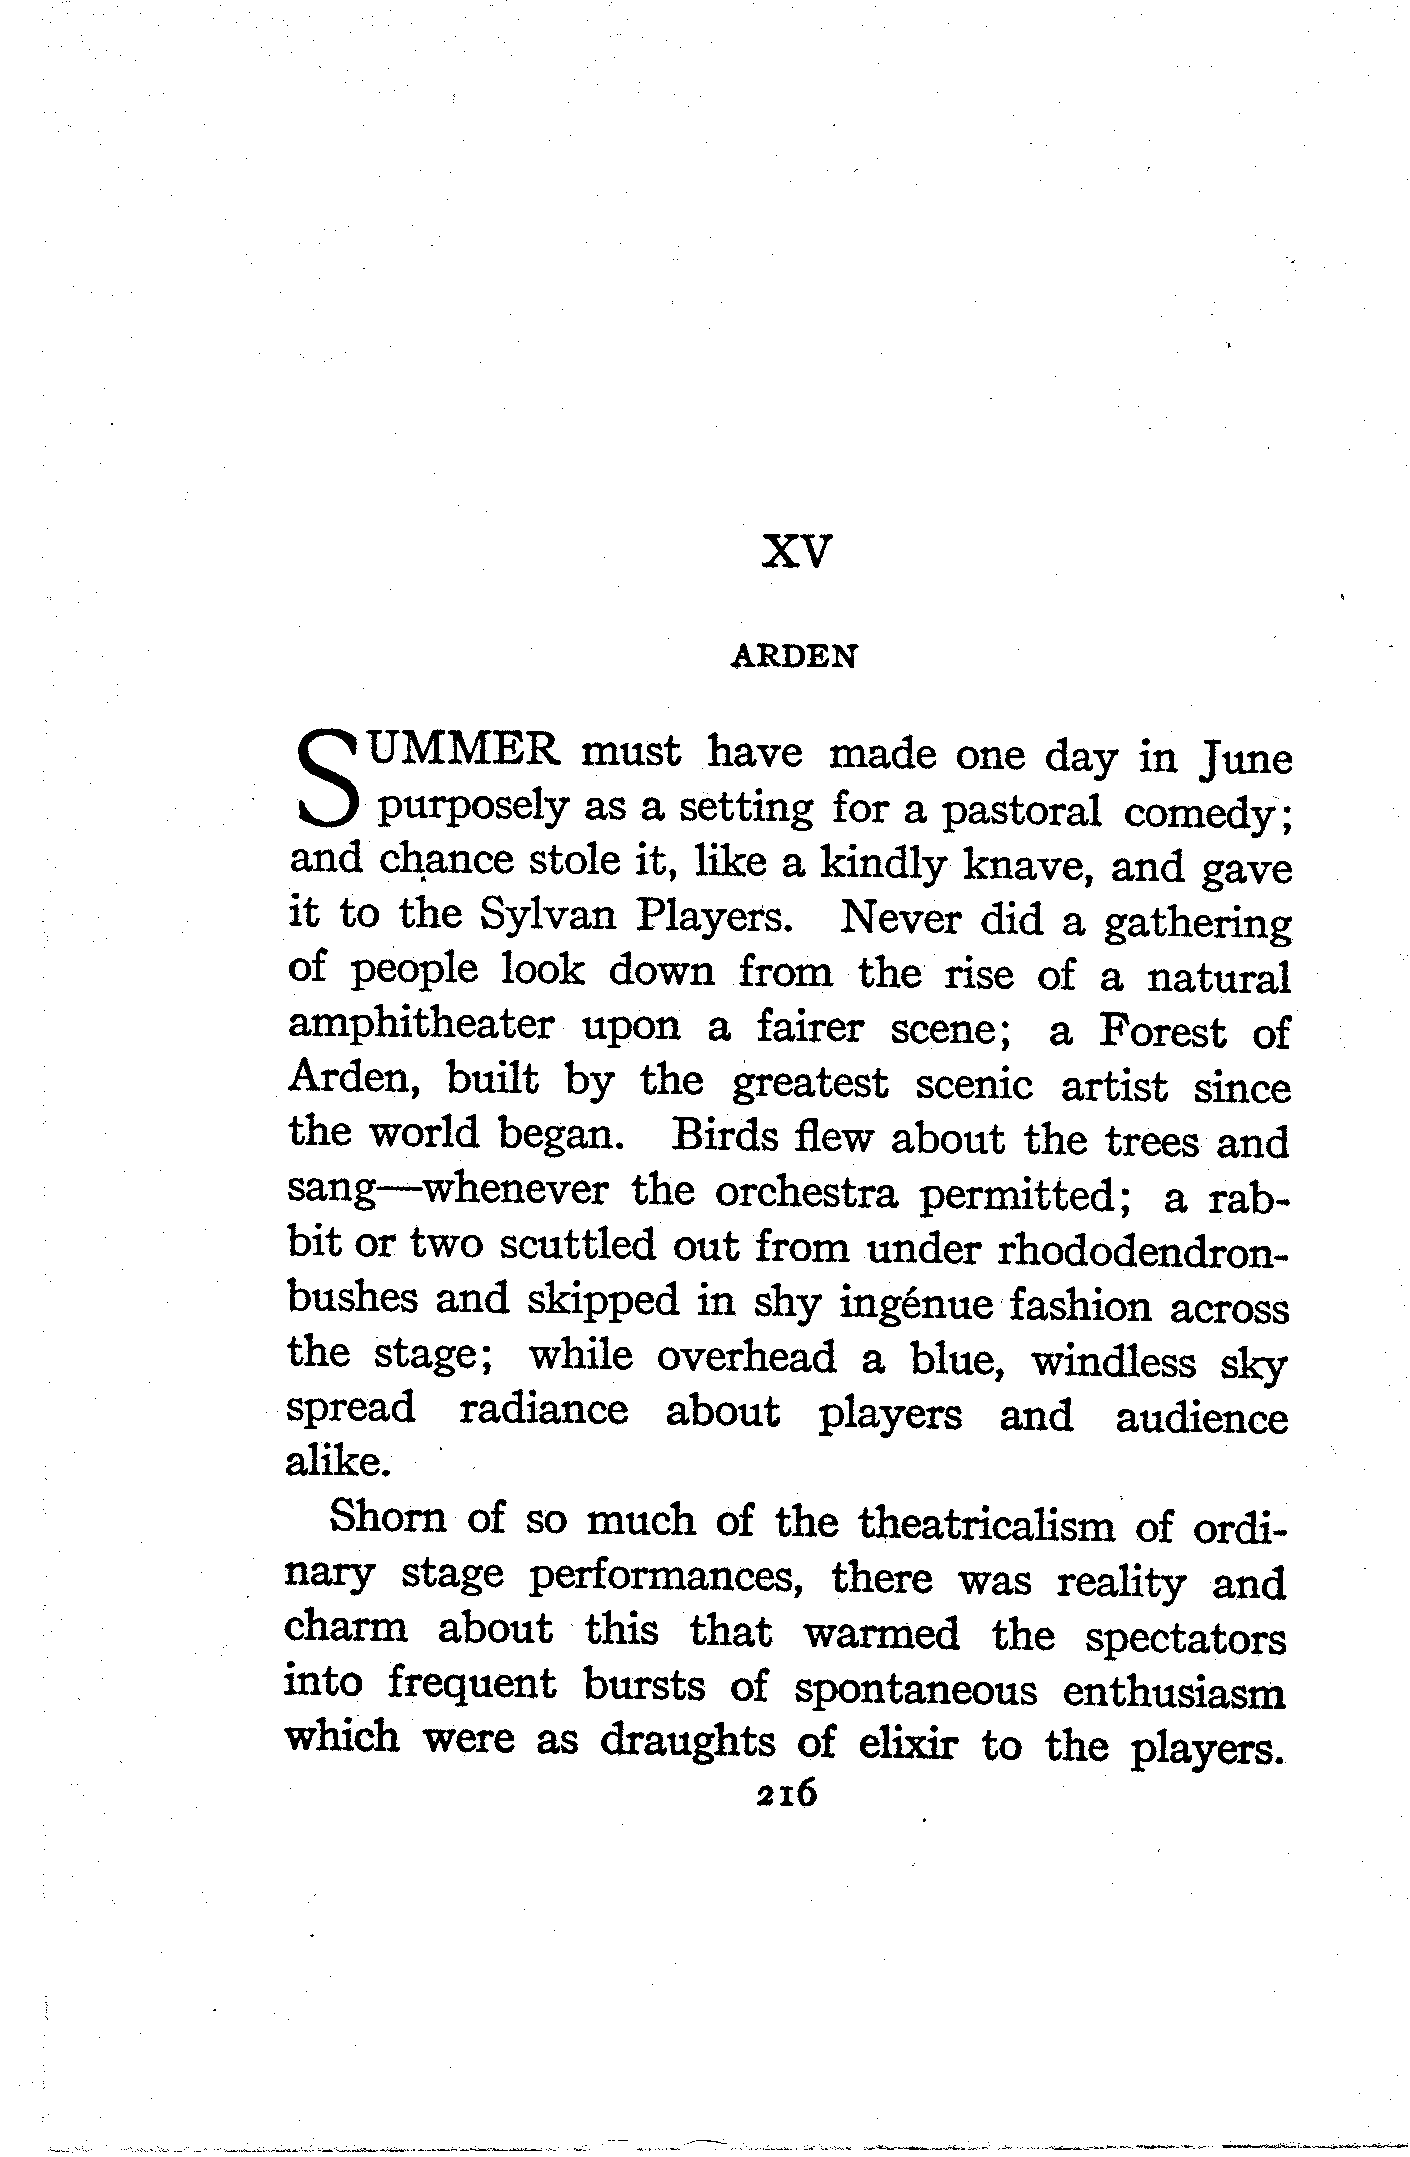 XV
ARDEN
SUMMER must have made one day in June
purposely as a setting for a pastoral comedy;
and chance stole it, like a kindly knave, and gave
it to the Sylvan Players. Never did a gathering
of people look down from the rise of a natural
amphitheater upon a fairer scene; a Forest of
Arden, built by the greatest scenic artist since
the world began. Birds flew about the trees and
sang—whenever the orchestra permitted; a rab-
bit or two scuttled out from under rhododendron-
bushes and skipped in shy ingénue fashion across
the stage; while overhead a blue, windless sky
spread radiance about players and audience
alike.
Shorn of so much of the theatricalism of ordi-
nary stage performances, there was reality and
charm about this that warmed the spectators
into frequent bursts of spontaneous enthusiasm
which were as draughts of elixir to the players.
216